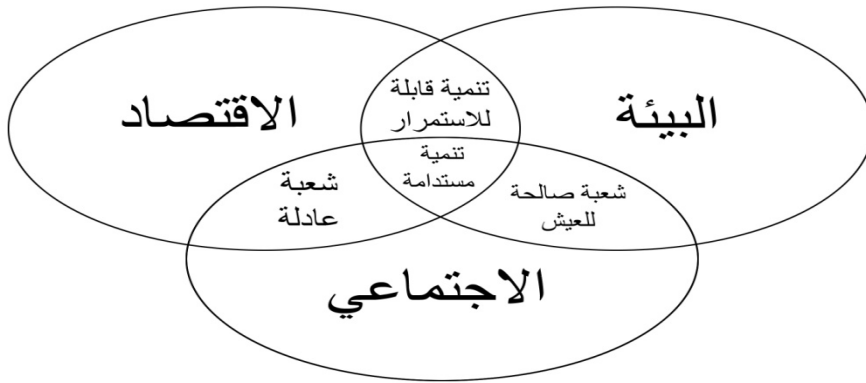 البيئة
الاقتصاد
تنمية قابلة
للاستمرار
تنمية
مستدامة
شعبة صالحة
للعيش
شعبة
عادلة
الاجتماعي